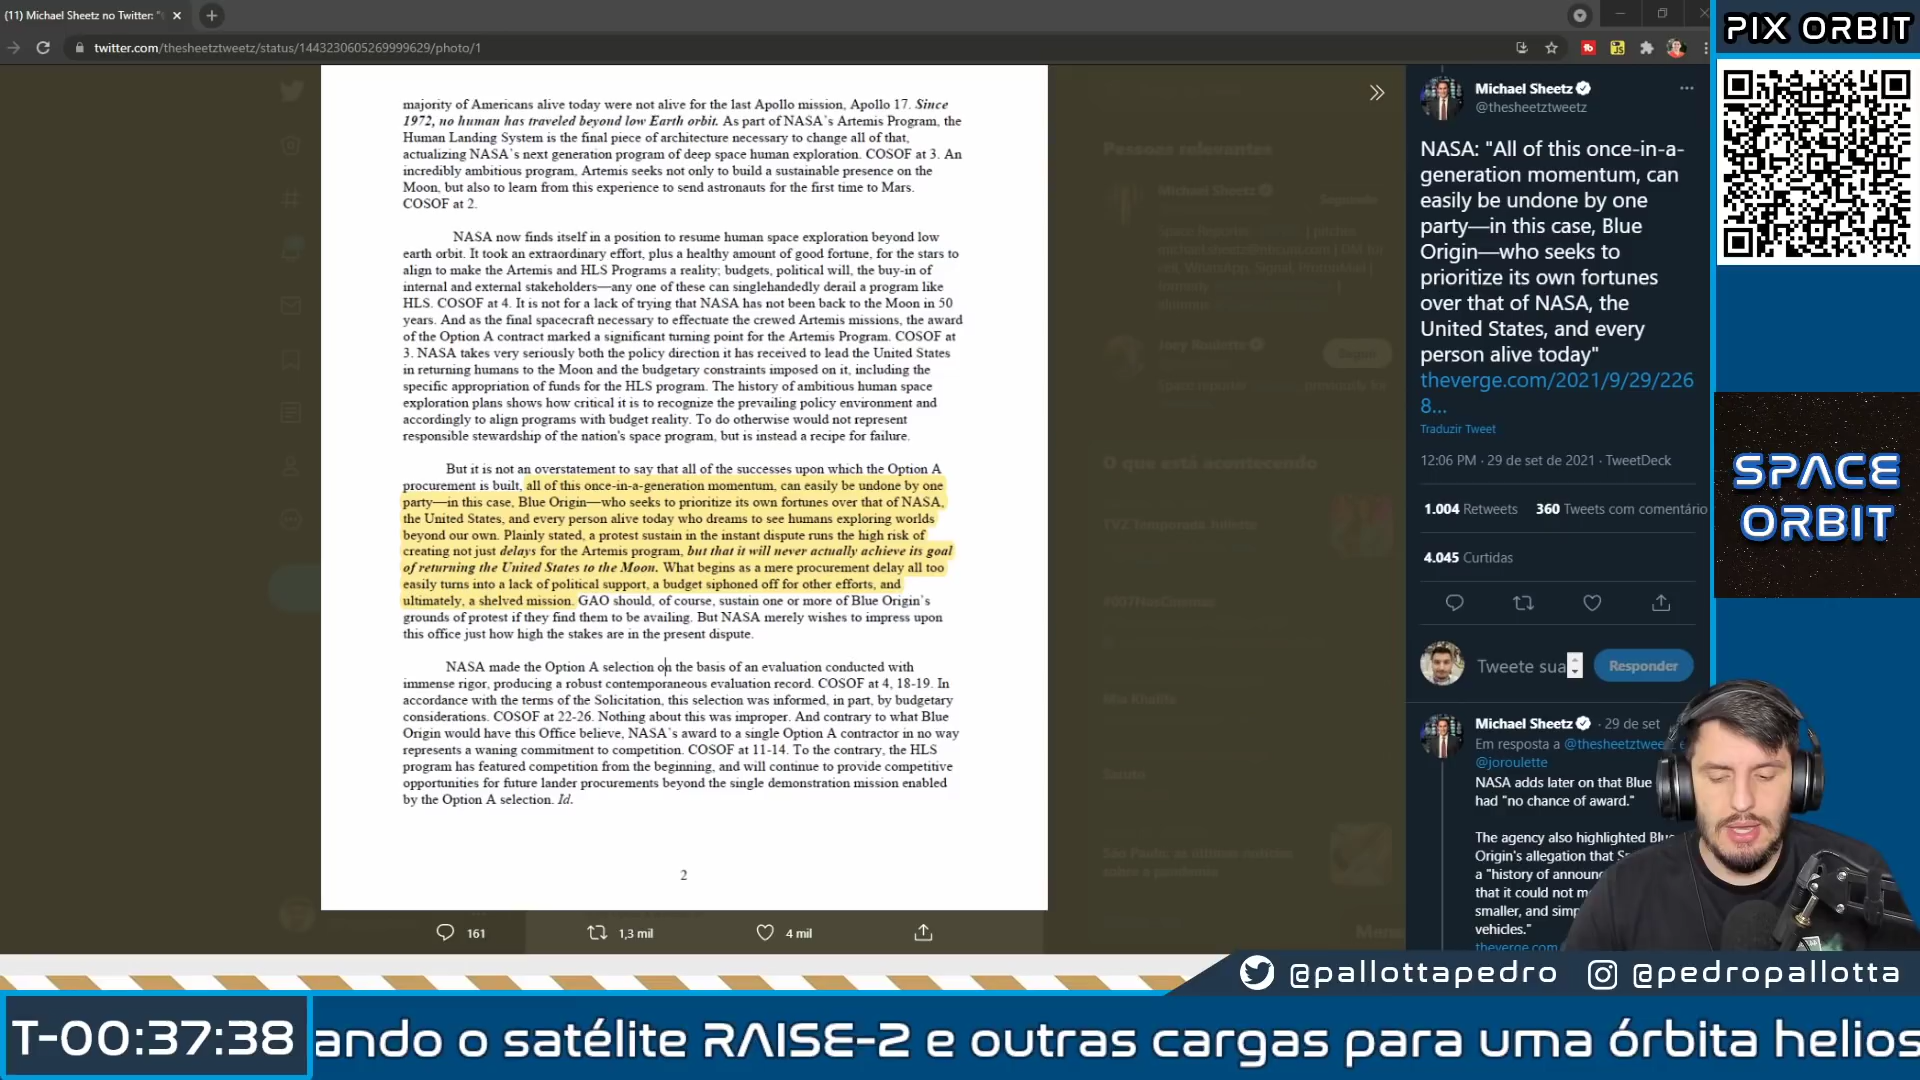 (11) Michael Sheetz no Twitter: "
twitter.com/thesheetztweetz/status/1443230605269999629/photo/1
PIX ORBIT
majority of Americans alive today were not alive for the last Apollo mission, Apollo 17. Since
1972, no human has traveled beyond low Earth orbit. As part of NASA's Artemis Program, the
Human Landing System is the final piece of architecture necessary to change all of that,
actualizing NASA's next generation program of deep space human exploration. COSOF at 3. An
incredibly ambitious program, Artemis seeks not only to build a sustainable presence on the
Moon, but also to learn from this experience to send astronauts for the first time to Mars.
COSOF at 2.
NASA now finds itself in a position to resume human space exploration beyond low
earth orbit. It took an extraordinary effort, plus a healthy amount of good fortune, for the stars to
align to make the Artemis and HLS Programs a reality; budgets, political will, the buy-in of
internal and external stakeholders—any one of these can singlehandedly derail a program like
HLS. COSOF at 4. It is not for a lack of trying that NASA has not been back to the Moon in 50
years. And as the final spacecraft necessary to effectuate the crewed Artemis missions, the award
of the Option A contract marked a significant turning point for the Artemis Program. COSOF at
3. NASA takes very seriously both the policy direction it has received to lead the United States
in returning humans to the Moon and the budgetary constraints imposed on it, including the
specific appropriation of funds for the HLS program. The history of ambitious human space
exploration plans shows how critical it is to recognize the prevailing policy environment and
accordingly to align programs with budget reality. To do otherwise would not represent
responsible stewardship of the nation's space program, but is instead a recipe for failure.
But it is not an overstatement to say that all of the successes upon which the Option A
procurement is built, all of this once-in-a-generation momentum, can easily be undone by one
party—in this case, Blue Origin—who seeks to prioritize its own fortunes over that of NASA,
the United States, and every person alive today who dreams to see humans exploring worlds
beyond our own. Plainly stated, a protest sustain in the instant dispute runs the high risk of
creating not just delays for the Artemis program, but that it will never actually achieve its goal
of returning the United States to the Moon. What begins as a mere procurement delay all too
easily turns into a lack of political support, a budget siphoned off for other efforts, and
ultimately, a shelved mission. GAO should, of course, sustain one or more of Blue Origin's
grounds of protest if they find them to be availing. But NASA merely wishes to impress upon
this office just how high the stakes are in the present dispute.
NASA made the Option A selection on the basis of an evaluation conducted with
immense rigor, producing a robust contemporaneous evaluation record. COSOF at 4, 18-19. In
accordance with the terms of the Solicitation, this selection was informed, in part, by budgetary
considerations. COSOF at 22-26. Nothing about this was improper. And contrary to what Blue
Origin would have this Office believe, NASA's award to a single Option A contractor in no way
represents a waning commitment to competition. COSOF at 11-14. To the contrary, the HLS
program has featured competition from the beginning, and will continue to provide competitive
opportunities for future lander procurements beyond the single demonstration mission enabled
by the Option A selection. Id.
2
161
1,3 mil
4 mil
Pessoas relevantes
Michael Sheetz
Seguindo
Joey Roulette
Seguir
O que está acontecendo
TVZ Temporada Juliette
#007NosCinemas
Mia Khalifa
Naruto
São Paulo: as últimas notícias
sobre a pandemia
Michael Sheetz
@thesheetztweetz
NASA: "All of this once-in-a-
generation momentum, can
easily be undone by one
party—in this case, Blue
Origin—who seeks to
prioritize its own fortunes
over that of NASA, the
United States, and every
person alive today"
theverge.com/2021/9/29/226
8...
Traduzir Tweet
12:06 PM · 29 de set de 2021 · TweetDeck
1.004 Retweets 360 Tweets com comentário
4.045 Curtidas
Tweete sua
Responder
Michael Sheetz · 29 de set
Em resposta a @thesheetztwee
@joroulette
NASA adds later on that Blue
had "no chance of award."
The agency also highlighted Blu
Origin's allegation that
a "history of announ
that it could not m
smaller, and simp
vehicles."
theverge.com
SPACE
ORBIT
@pallottapedro
@pedropallotta
T-00:37:38
ando o satélite RAISE-2 e outras cargas para uma órbita helios